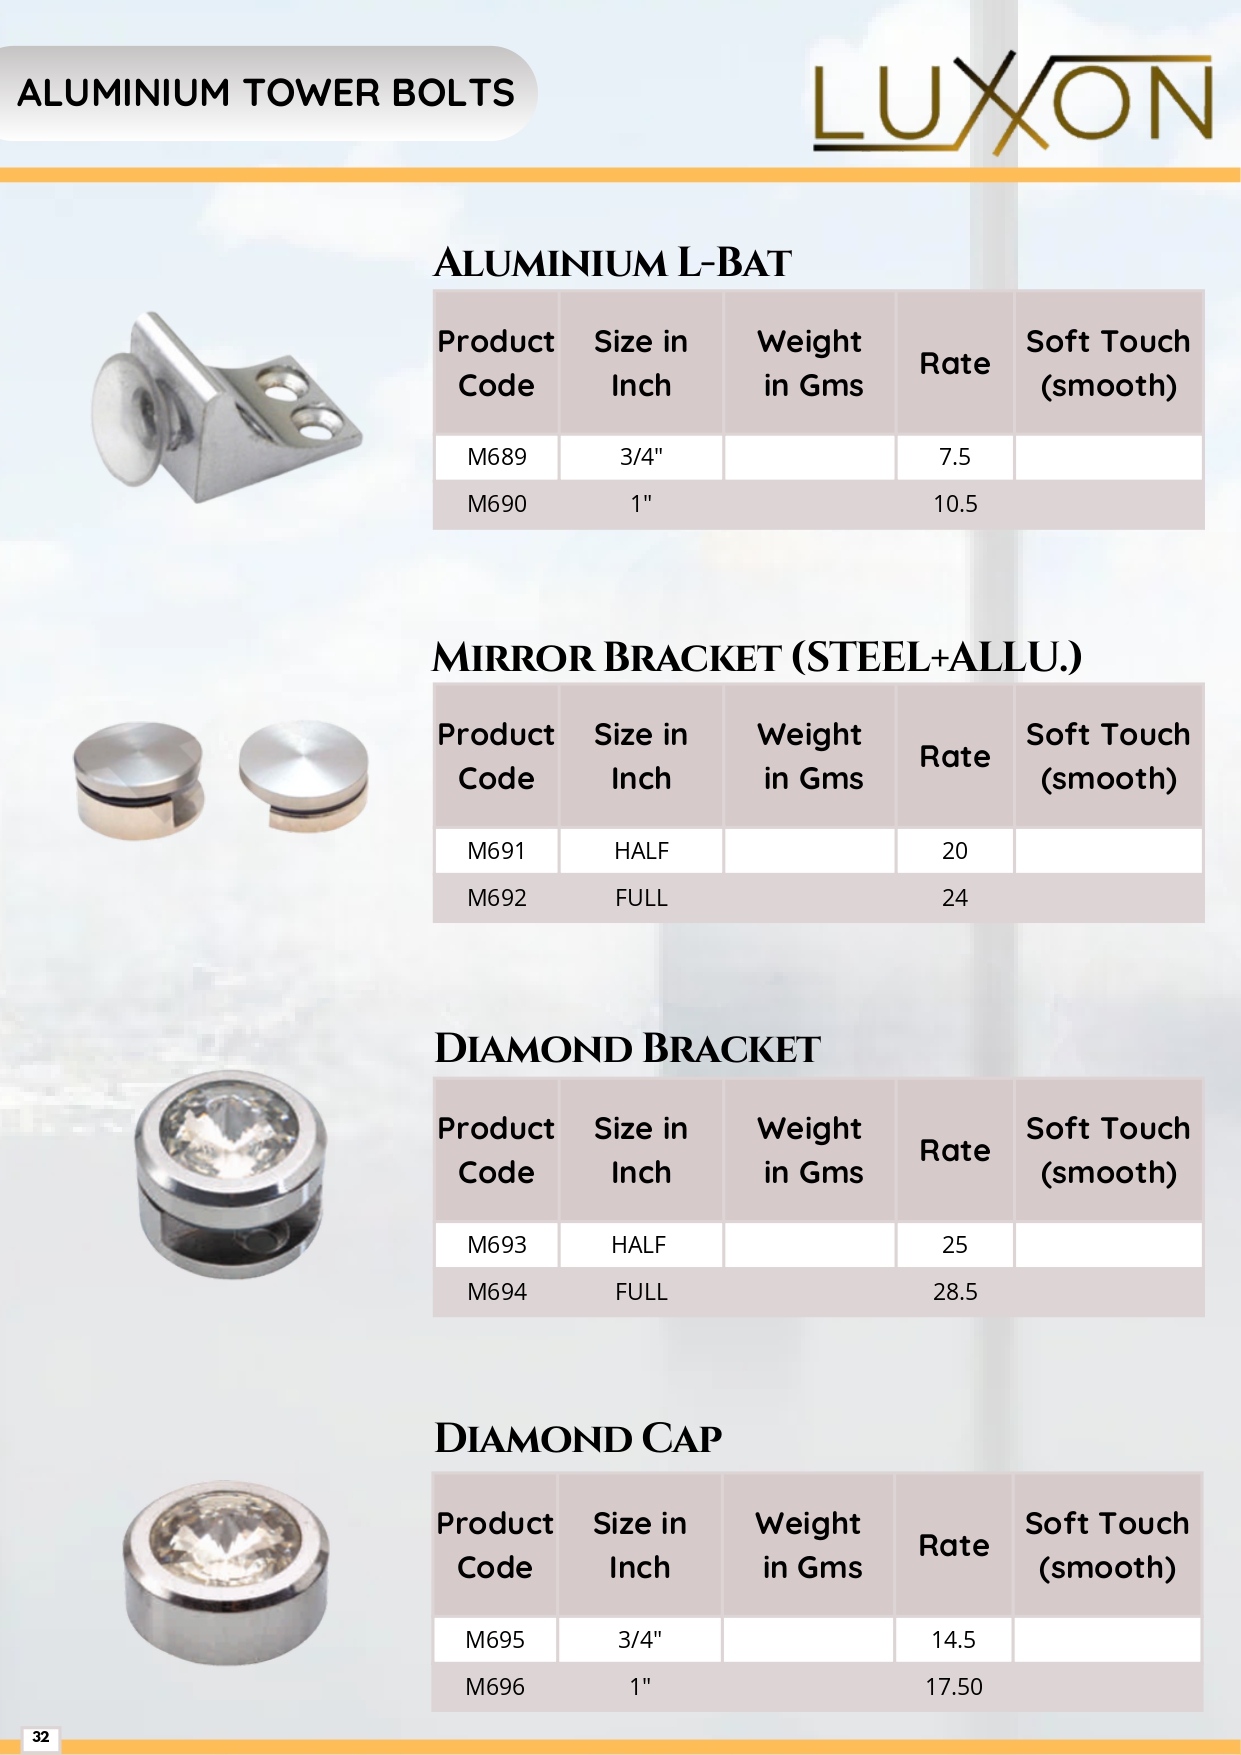 ALUMINIUM TOWER BOLTS
LUXXON
ALUMINIUM L-BAT
Product Code Size in Inch Weight in Gms Rate Soft Touch (smooth)
M689 3/4" 7.5
M690 1" 10.5
MIRROR BRACKET (STEEL+ALLU.)
Product Code Size in Inch Weight in Gms Rate Soft Touch (smooth)
M691 HALF 20
M692 FULL 24
DIAMOND BRACKET
Product Code Size in Inch Weight in Gms Rate Soft Touch (smooth)
M693 HALF 25
M694 FULL 28.5
DIAMOND CAP
Product Code Size in Inch Weight in Gms Rate Soft Touch (smooth)
M695 3/4" 14.5
M696 1" 17.50
32